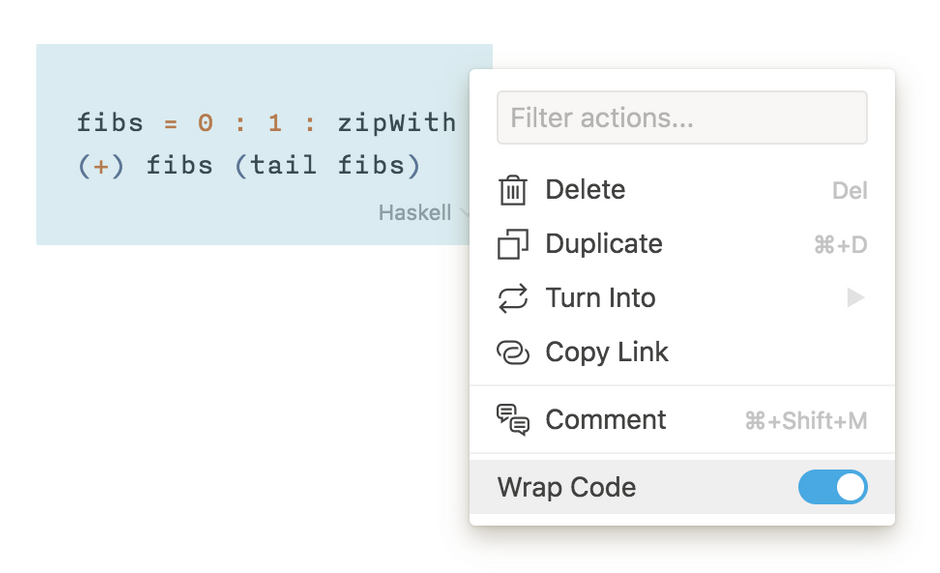 fibs = 0 : 1 : zipWith
(+) fibs (tail fibs)
Haskell
Filter actions...
Delete Del
Duplicate ⌘+D
Turn Into
Copy Link
Comment ⌘+Shift+M
Wrap Code